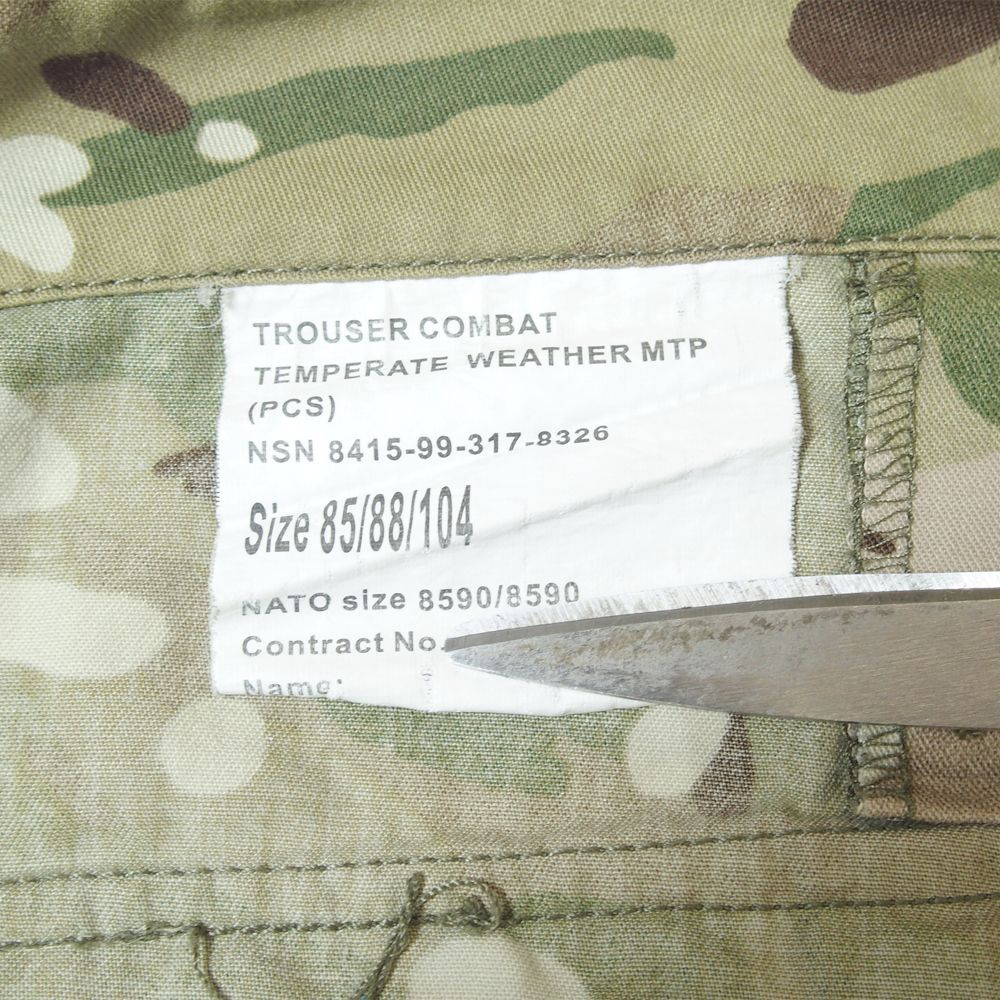 TROUSER COMBAT
TEMPERATE WEATHER MTP
(PCS)
NSN 8415-99-317-8326
Size 85/88/104
NATO size 8590/8590
Contract No.
Name: